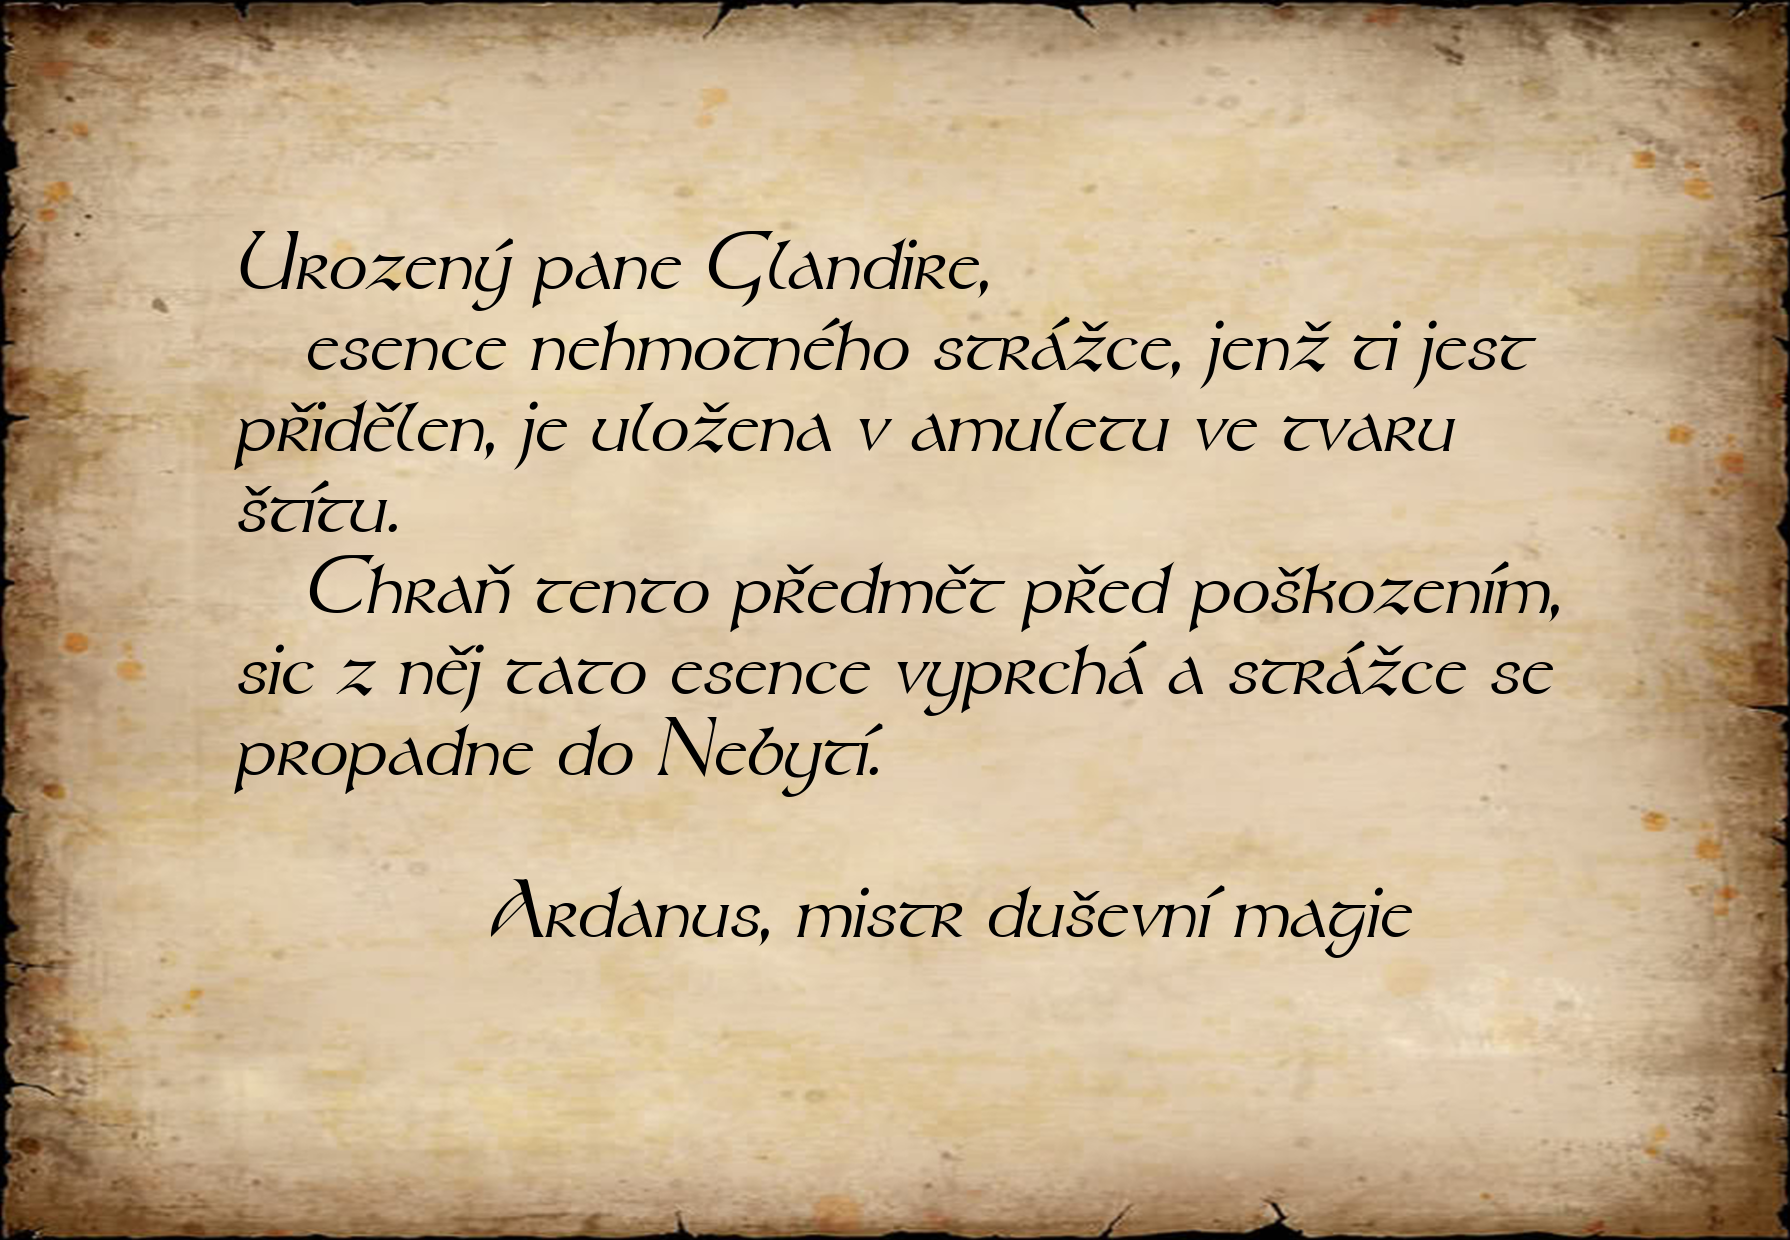 Urozený pane Glandire,
esence nehmotného strážce, jenž ti jest
přidělen, je uložena v amuletu ve tvaru
štítu.
Chraň tento předmět před poškozením,
sic z něj tato esence vyprchá a strážce se
propadne do Nebytí.
Ardanus, mistr duševní magie